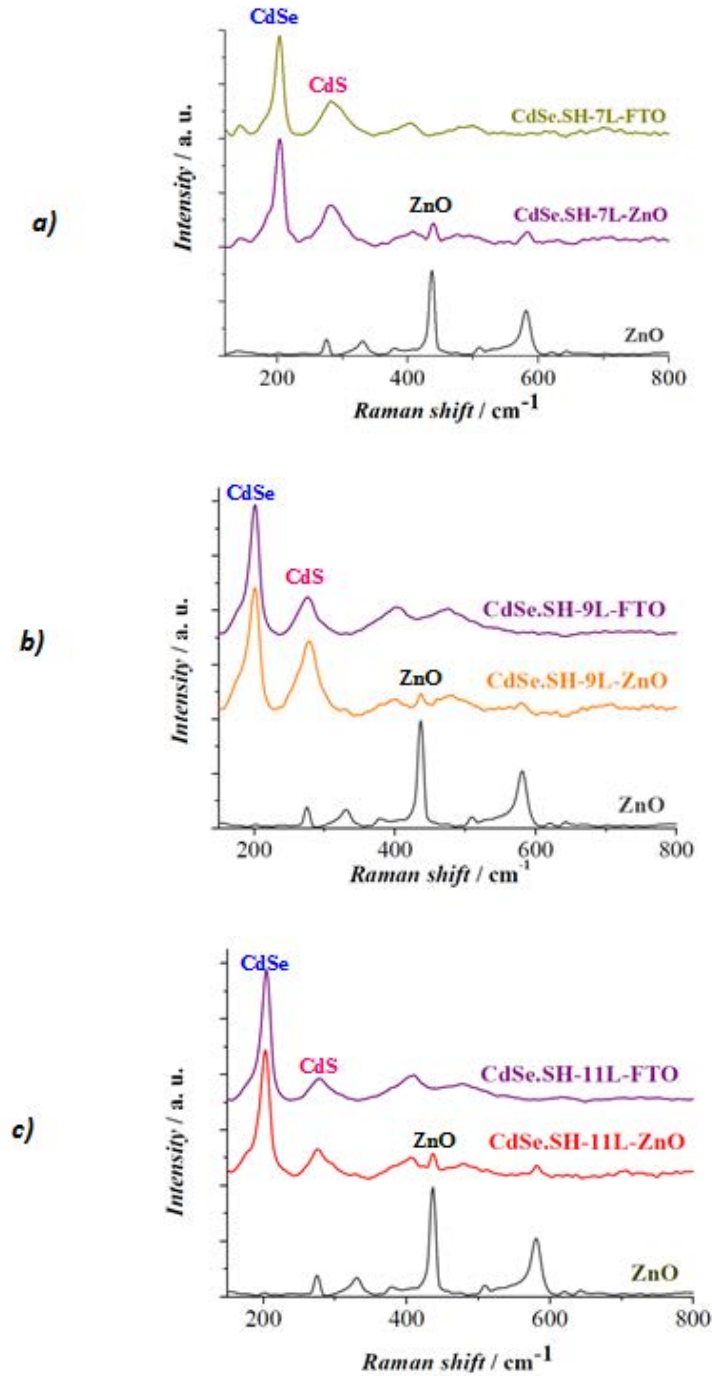 CdSe
CdS
CdSe.SH-7L-FTO
a)
Intensity / a. u.
ZnO
CdSe.SH-7L-ZnO
ZnO
200 400 600 800
Raman shift / cm-1
CdSe
CdS
CdSe.SH-9L-FTO
b)
Intensity / a. u.
ZnO
CdSe.SH-9L-ZnO
ZnO
200 400 600 800
Raman shift / cm-1
CdSe
CdS
CdSe.SH-11L-FTO
c)
Intensity / a. u.
ZnO
CdSe.SH-11L-ZnO
ZnO
200 400 600 800
Raman shift / cm-1